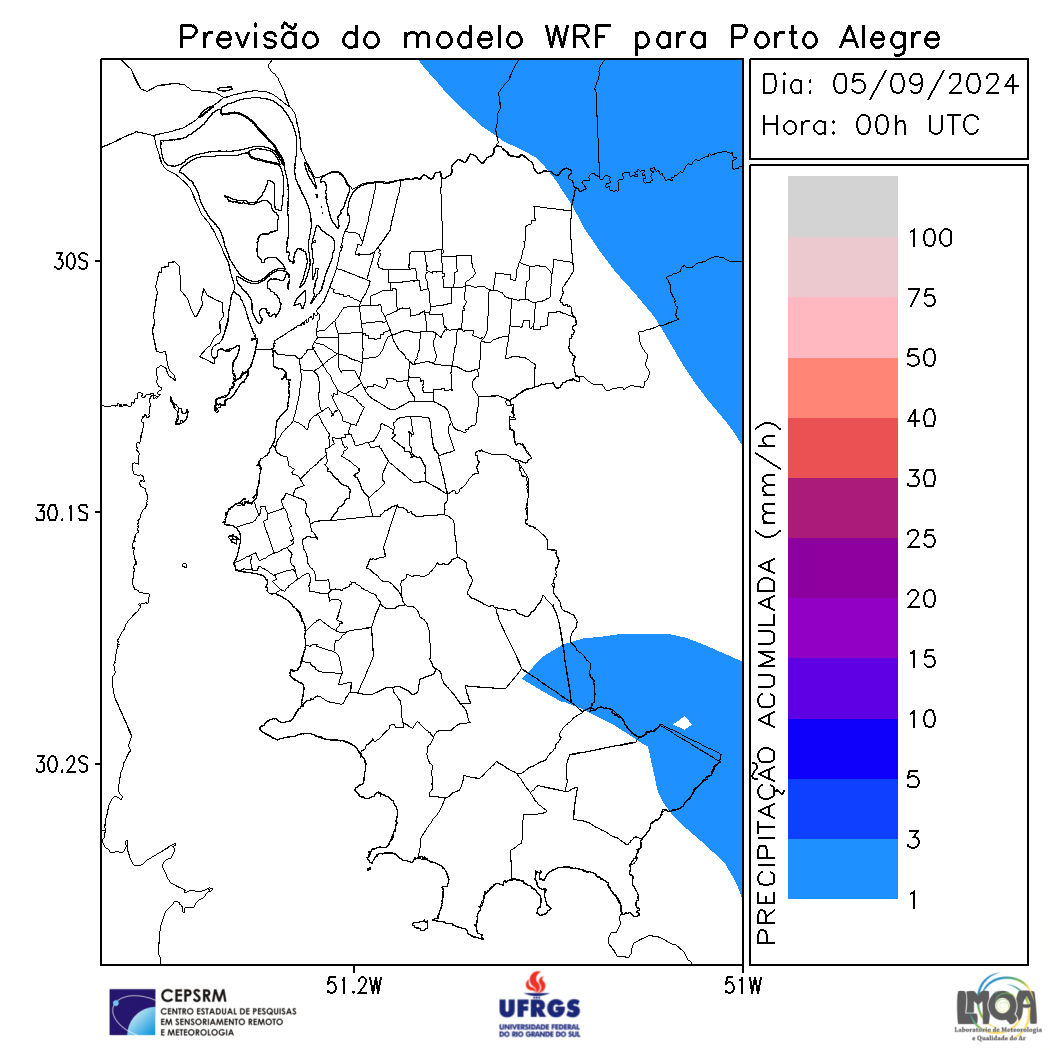 Previsão do modelo WRF para Porto Alegre
Dia: 05/09/2024
Hora: 00h UTC
PRECIPITAÇÃO ACUMULADA (mm/h)
100
75
50
40
30
25
20
15
10
5
3
1
30S
30.1S
30.2S
51.2W
51W
CEPSRM
CENTRO ESTADUAL DE PESQUISAS
EM SENSORIAMENTO REMOTO
E METEOROLOGIA
UFRGS
UNIVERSIDADE FEDERAL
DO RIO GRANDE DO SUL
LMQA
Laboratório de Meteorologia
e Qualidade do Ar